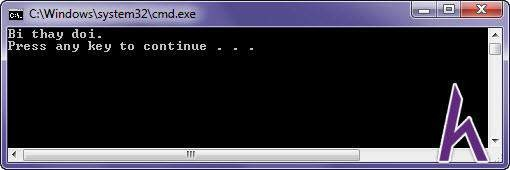 C:\Windows\system32\cmd.exe
Bi thay doi.
Press any key to continue . . .